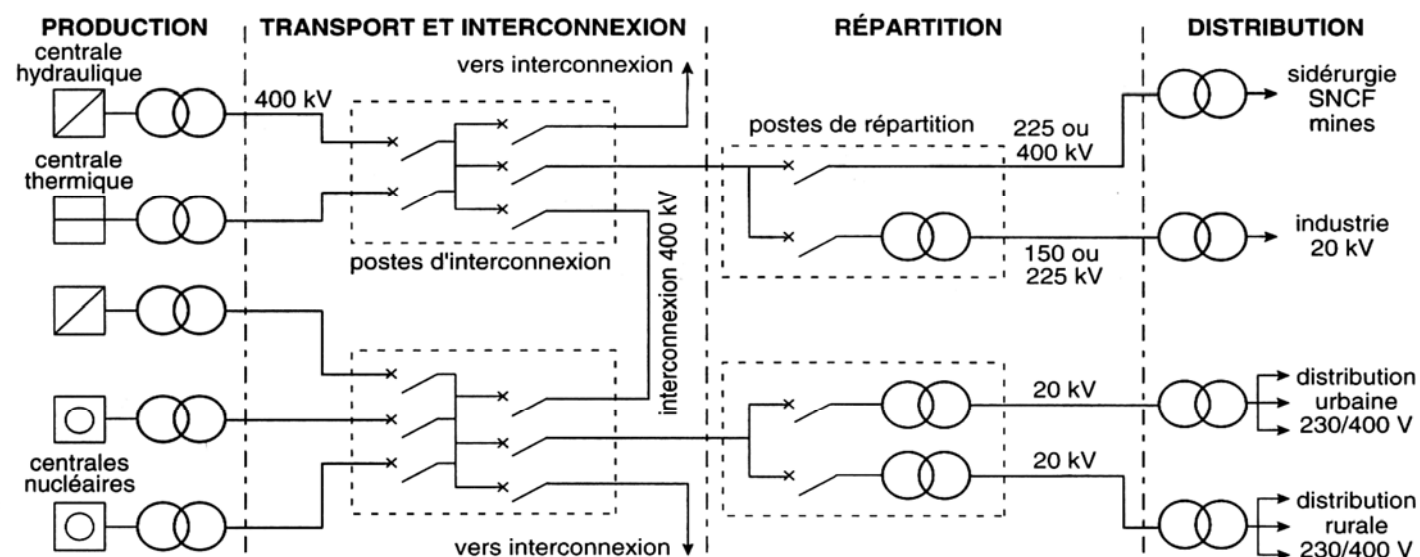 PRODUCTION
TRANSPORT ET INTERCONNEXION
RÉPARTITION
DISTRIBUTION
centrale
hydraulique
400 kV
vers interconnexion
sidérurgie
SNCF
mines
postes de répartition
225 ou
400 kV
centrale
thermique
postes d'interconnexion
interconnexion 400 kV
150 ou
225 kV
industrie
20 kV
20 kV
distribution
urbaine
230/400 V
centrales
nucléaires
20 kV
distribution
rurale
230/400 V
vers interconnexion